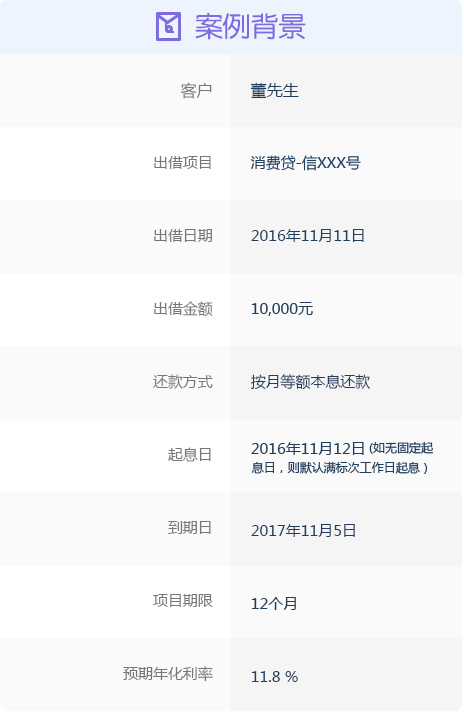 案例背景
客户 董先生
出借项目 消费贷-信XXX号
出借日期 2016年11月11日
出借金额 10,000元
还款方式 按月等额本息还款
起息日 2016年11月12日 (如无固定起
息日，则默认满标次工作日起息）
到期日 2017年11月5日
项目期限 12个月
预期年化利率 11.8 %